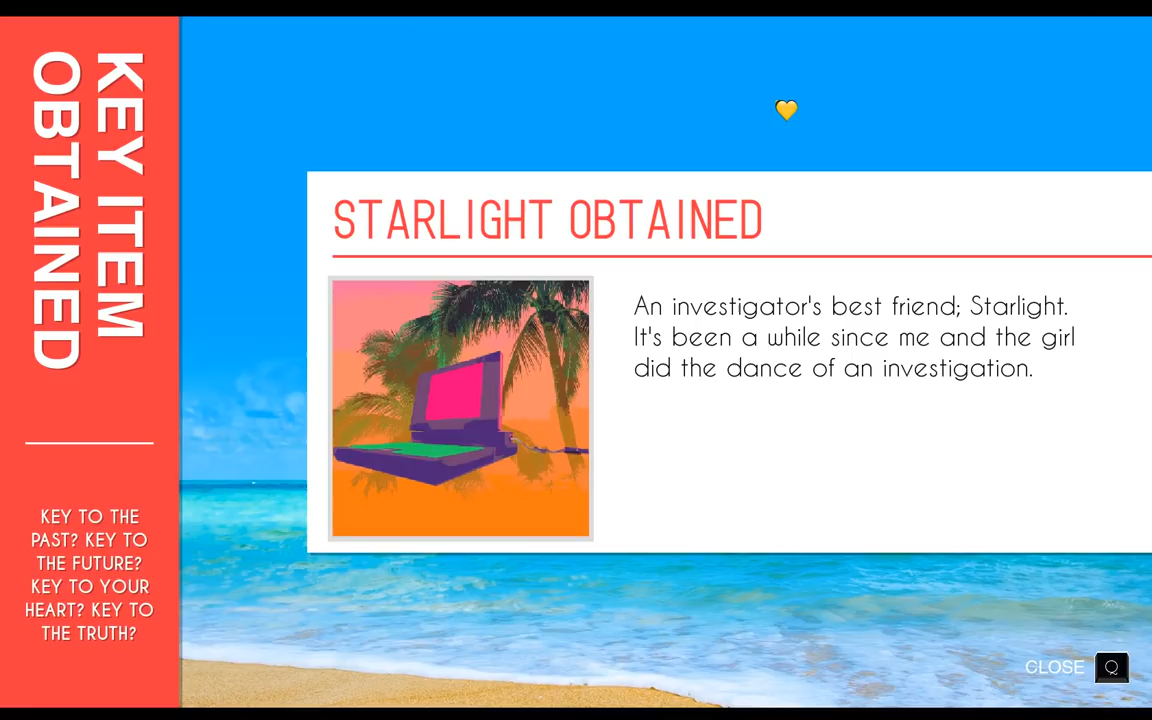 KEY ITEM
OBTAINED
KEY TO THE
PAST? KEY TO
THE FUTURE?
KEY TO YOUR
HEART? KEY TO
THE TRUTH?
STARLIGHT OBTAINED
An investigator's best friend; Starlight.
It's been a while since me and the girl
did the dance of an investigation.
CLOSE Q